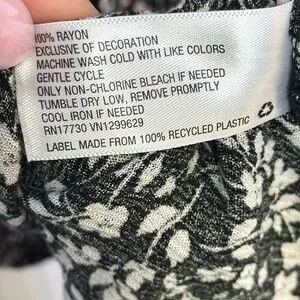 100% RAYON
EXCLUSIVE OF DECORATION
MACHINE WASH COLD WITH LIKE COLORS
GENTLE CYCLE
ONLY NON-CHLORINE BLEACH IF NEEDED
TUMBLE DRY LOW, REMOVE PROMPTLY
COOL IRON IF NEEDED
RN17730 VN1299629
LABEL MADE FROM 100% RECYCLED PLASTIC